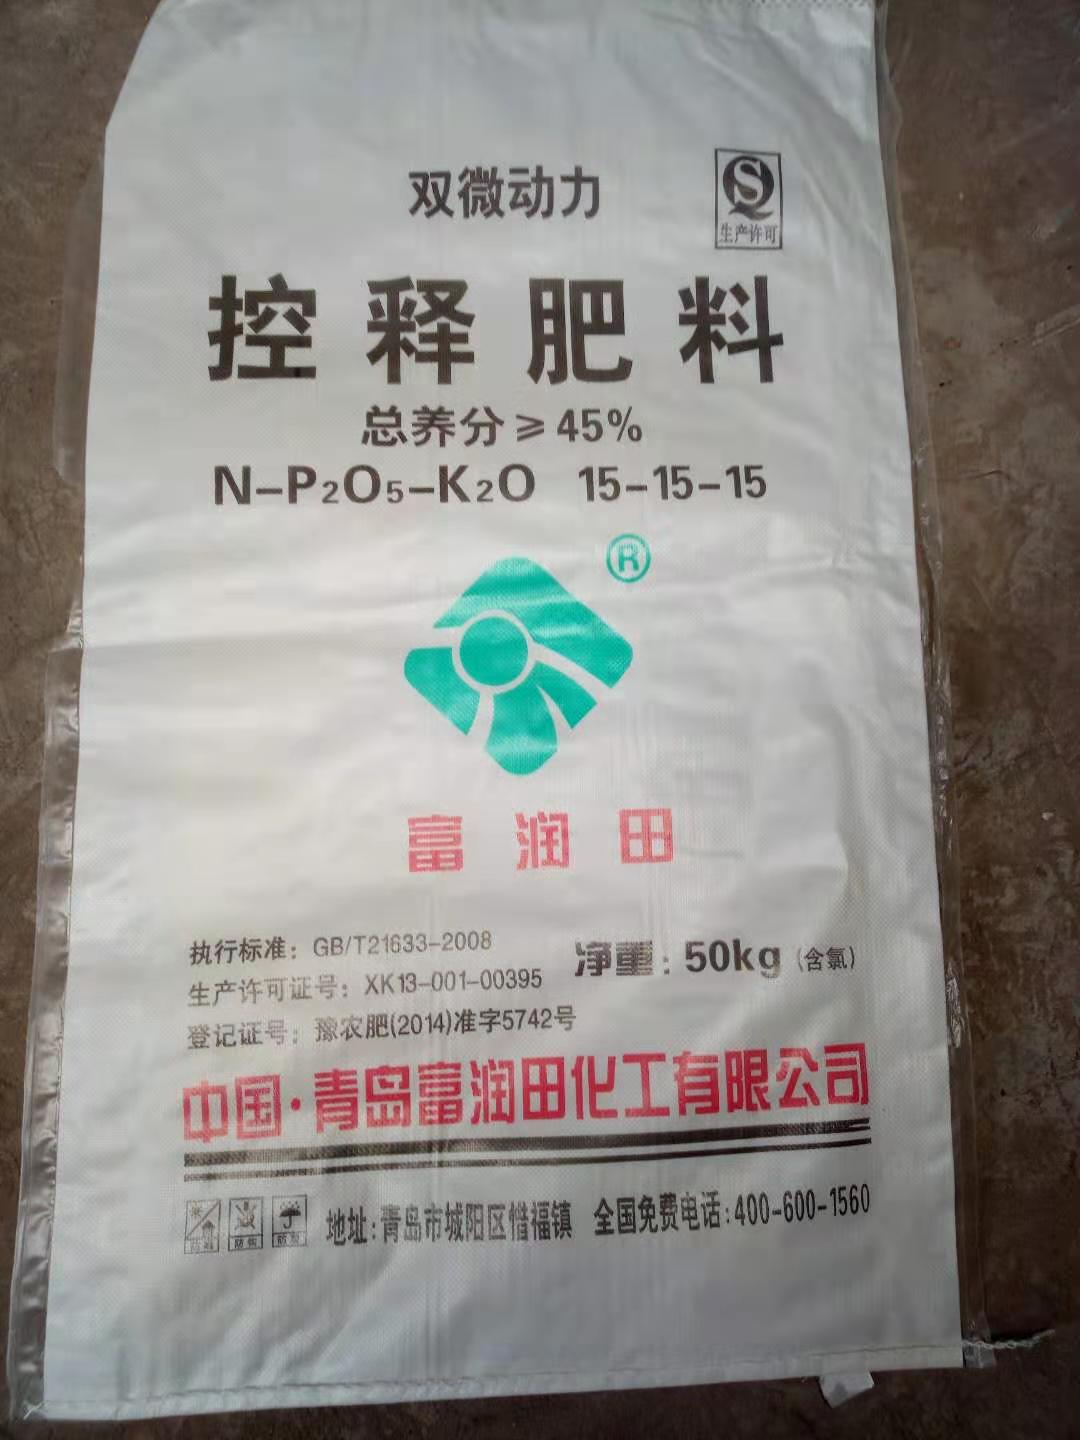 双微动力
生产许可
控释肥料
总养分≥45%
N-P₂O₅-K₂O 15-15-15
®
富润田
执行标准：GB/T21633-2008
净重：50kg（含氯）
生产许可证号：XK13-001-00395
登记证号：豫农肥(2014)准字5742号
中国·青岛富润田化工有限公司
地址：青岛市城阳区惜福镇 全国免费电话：400-600-1560